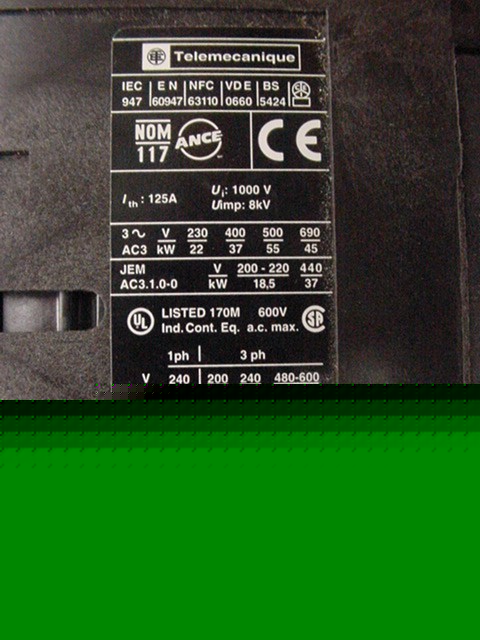 Telemecanique
IEC EN NFC VDE BS
947 60947 63110 0660 5424
NOM
117
ANCE
CE
Ith : 125A Ui : 1000 V
Uimp: 8kV
3 ~ V 230 400 500 690
AC3 kW 22 37 55 45
JEM V 200 - 220 440
AC3.1.0-0 kW 18,5 37
UL LISTED 170M 600V SA
Ind. Cont. Eq. a.c. max.
1ph 3 ph
V 240 200 240 480-600